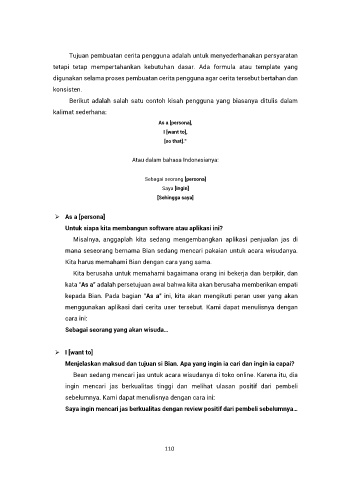 Tujuan pembuatan cerita pengguna adalah untuk menyederhanakan persyaratan
tetapi tetap mempertahankan kebutuhan dasar. Ada formula atau template yang
digunakan selama proses pembuatan cerita pengguna agar cerita tersebut bertahan dan
konsisten.
Berikut adalah salah satu contoh kisah pengguna yang biasanya ditulis dalam
kalimat sederhana:
As a [persona],
I [want to],
[so that]."
Atau dalam bahasa Indonesianya:
Sebagai seorang [persona]
Saya [ingin]
[Sehingga saya]
➢ As a [persona]
Untuk siapa kita membangun software atau aplikasi ini?
Misalnya, anggaplah kita sedang mengembangkan aplikasi penjualan jas di
mana seseorang bernama Bian sedang mencari pakaian untuk acara wisudanya.
Kita harus memahami Bian dengan cara yang sama.
Kita berusaha untuk memahami bagaimana orang ini bekerja dan berpikir, dan
kata "As a" adalah persetujuan awal bahwa kita akan berusaha memberikan empati
kepada Bian. Pada bagian "As a" ini, kita akan mengikuti peran user yang akan
menggunakan aplikasi dari cerita user tersebut. Kami dapat menulisnya dengan
cara ini:
Sebagai seorang yang akan wisuda…
➢ I [want to]
Menjelaskan maksud dan tujuan si Bian. Apa yang ingin ia cari dan ingin ia capai?
Bean sedang mencari jas untuk acara wisudanya di toko online. Karena itu, dia
ingin mencari jas berkualitas tinggi dan melihat ulasan positif dari pembeli
sebelumnya. Kami dapat menulisnya dengan cara ini:
Saya ingin mencari jas berkualitas dengan review positif dari pembeli sebelumnya…
110